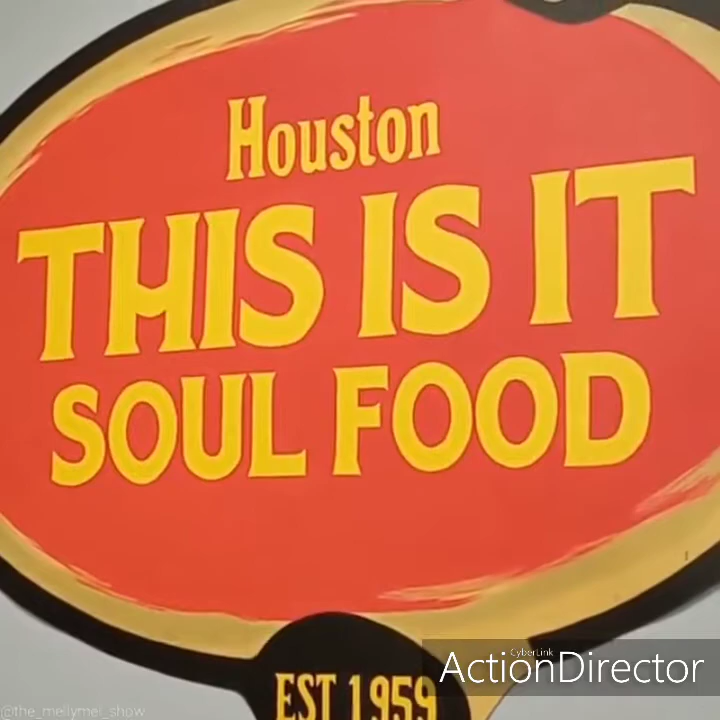 Houston
THIS IS IT
SOUL FOOD
EST 1959
CyberLink
ActionDirector
@the_mellymel_show